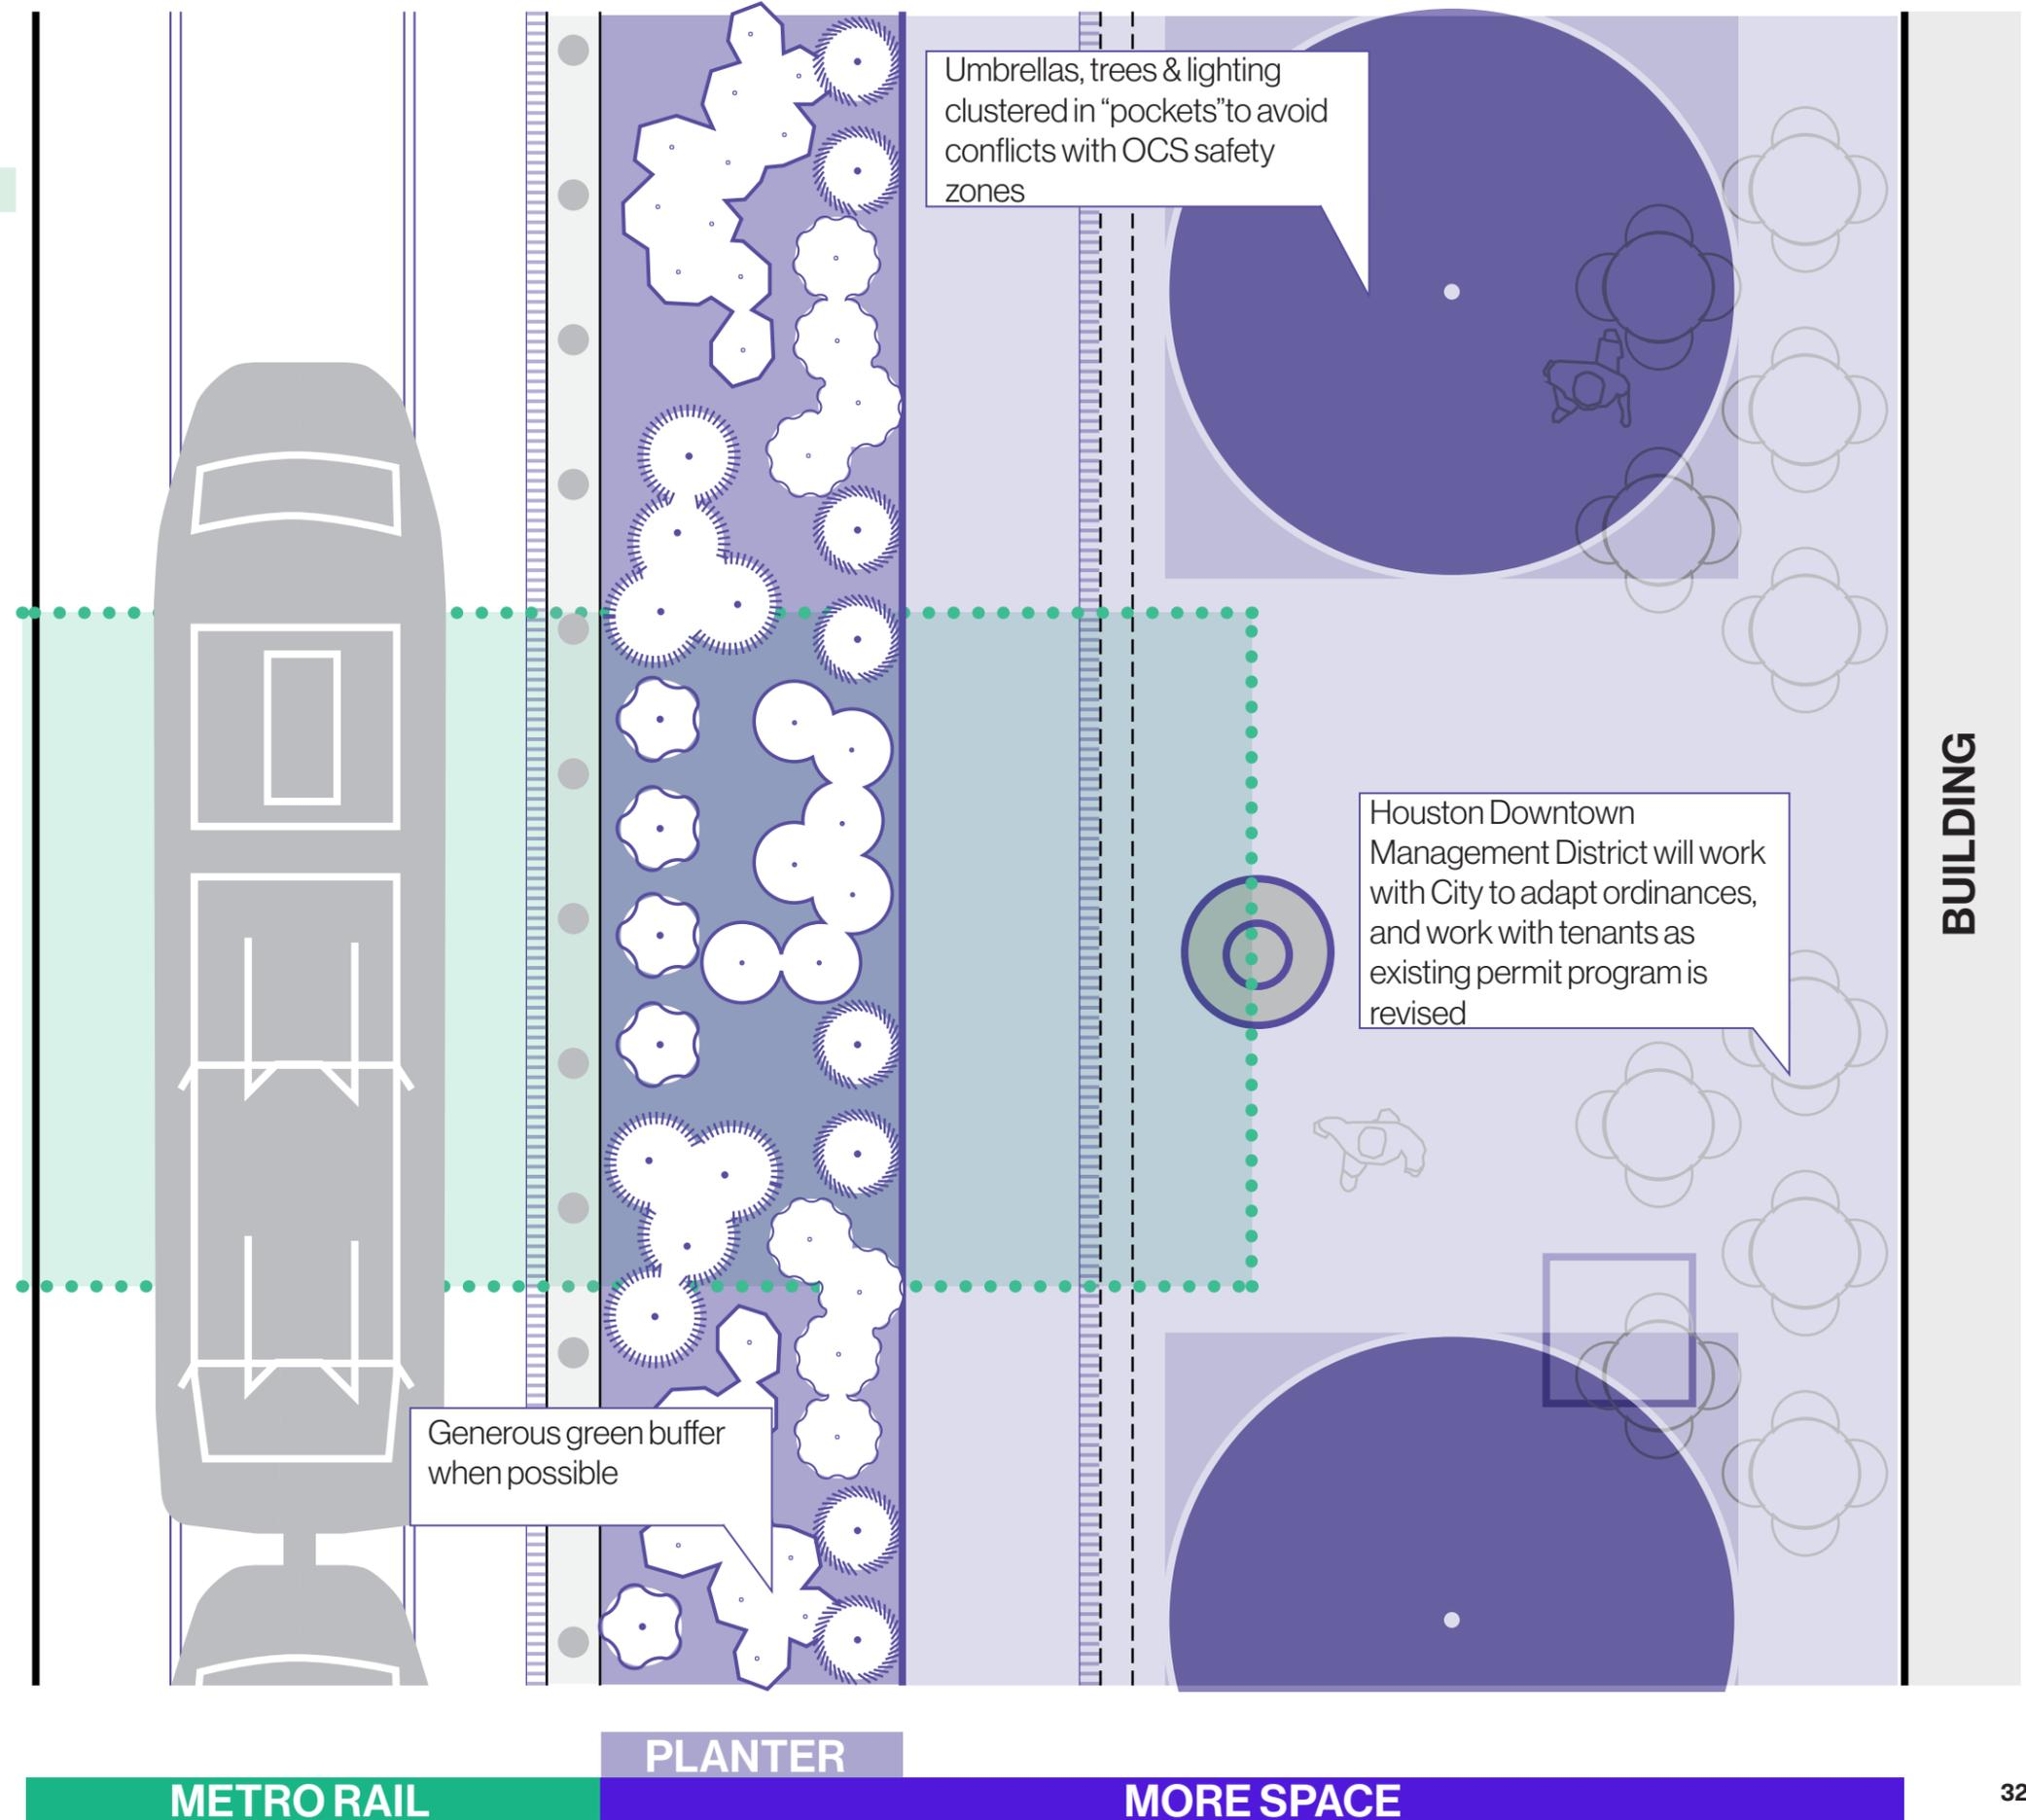 Umbrellas, trees & lighting
clustered in “pockets”to avoid
conflicts with OCS safety
zones
BUILDING
Houston Downtown
Management District will work
with City to adapt ordinances,
and work with tenants as
existing permit program is
revised
Generous green buffer
when possible
PLANTER
METRO RAIL
MORE SPACE
32